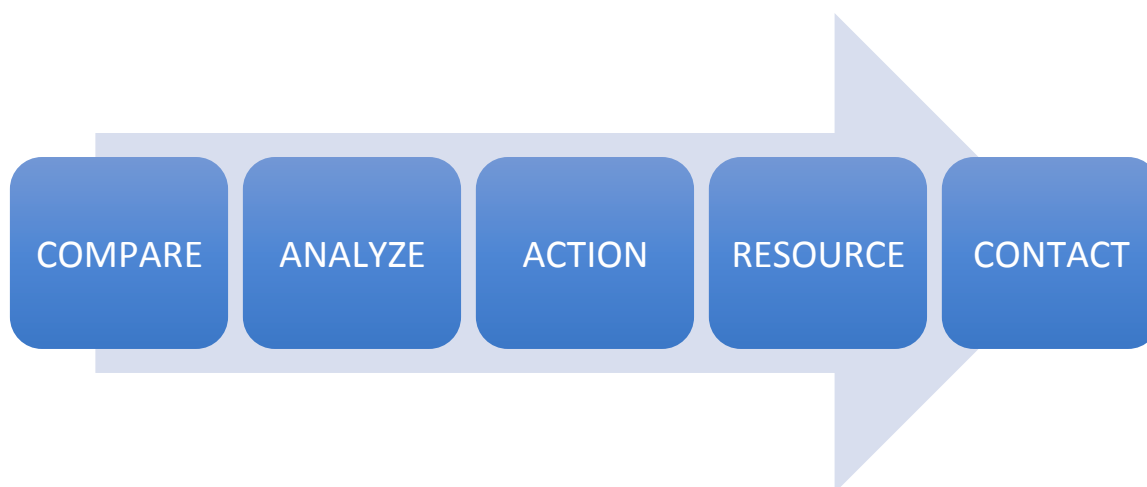 COMPARE
ANALYZE
ACTION
RESOURCE
CONTACT